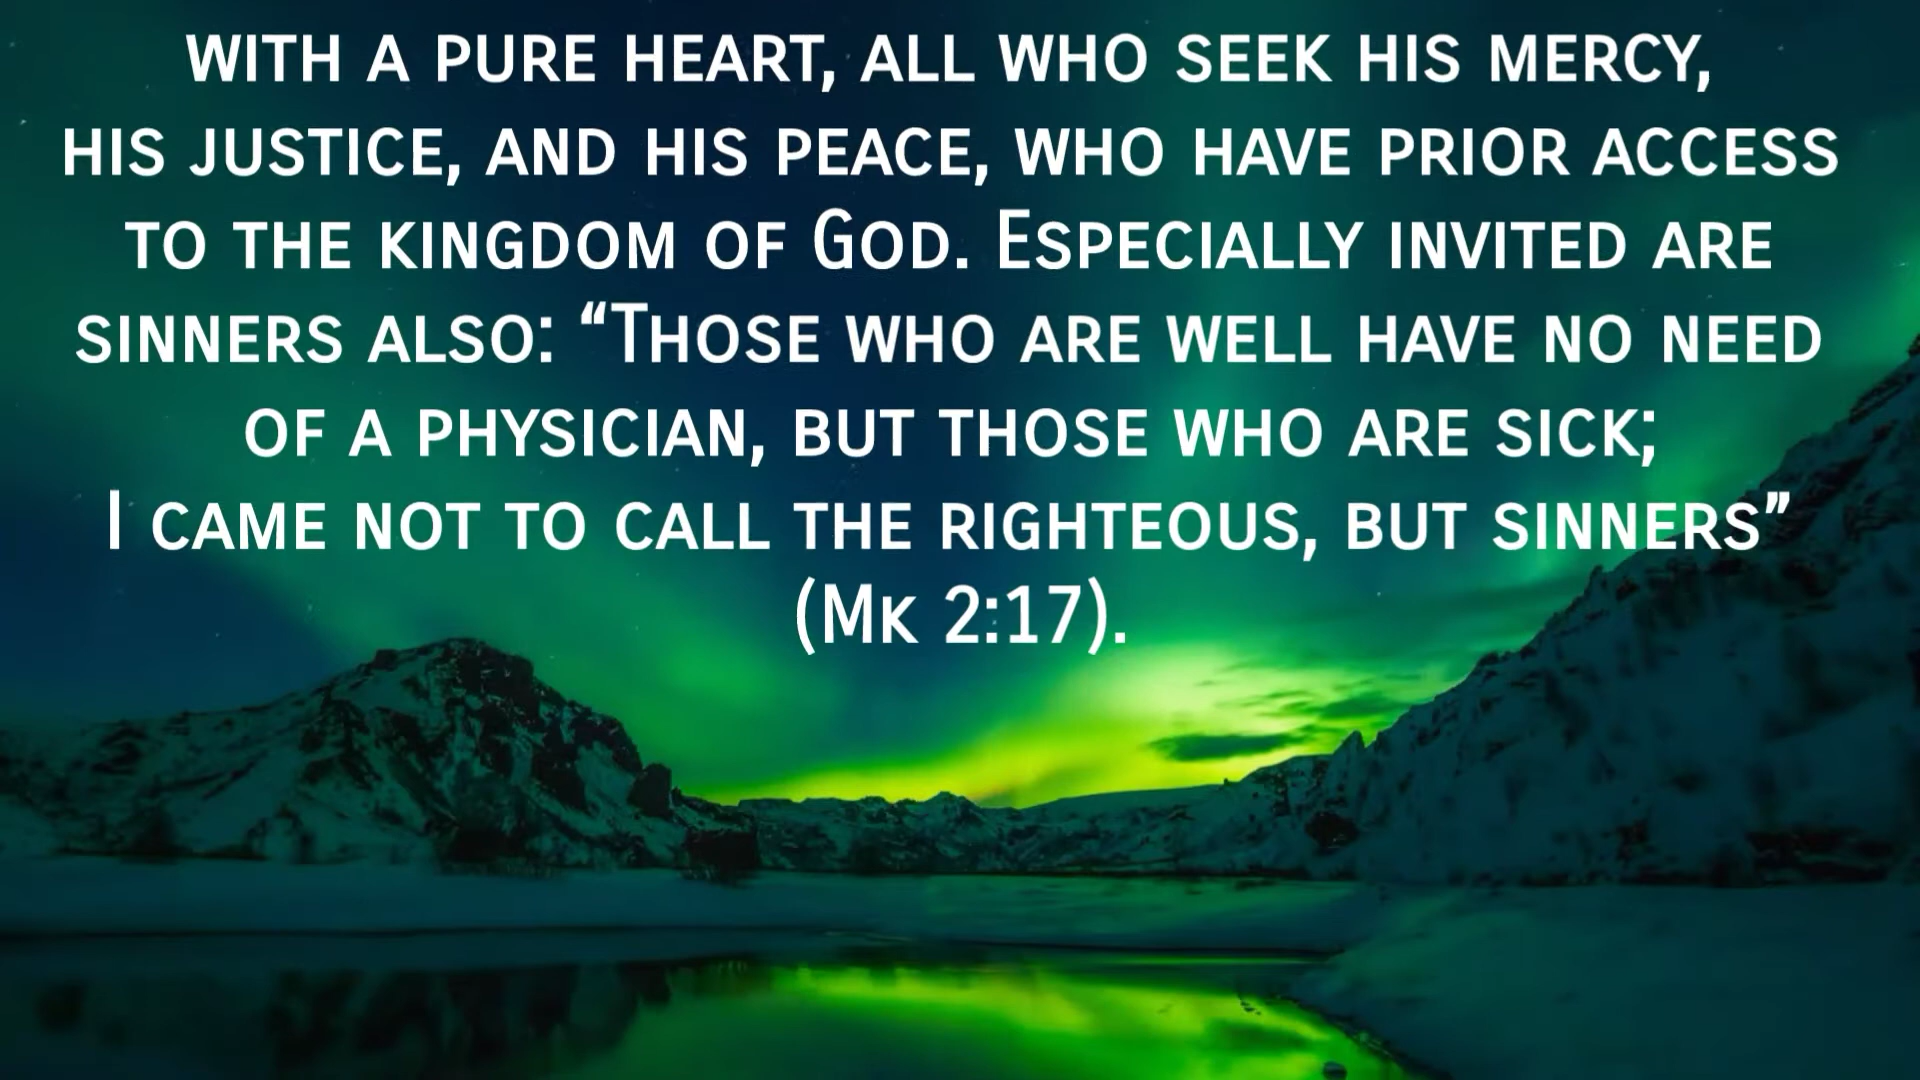 with a pure heart, all who seek his mercy,
his justice, and his peace, who have prior access
to the kingdom of God. Especially invited are
sinners also: “Those who are well have no need
of a physician, but those who are sick;
I came not to call the righteous, but sinners”
(Mk 2:17).